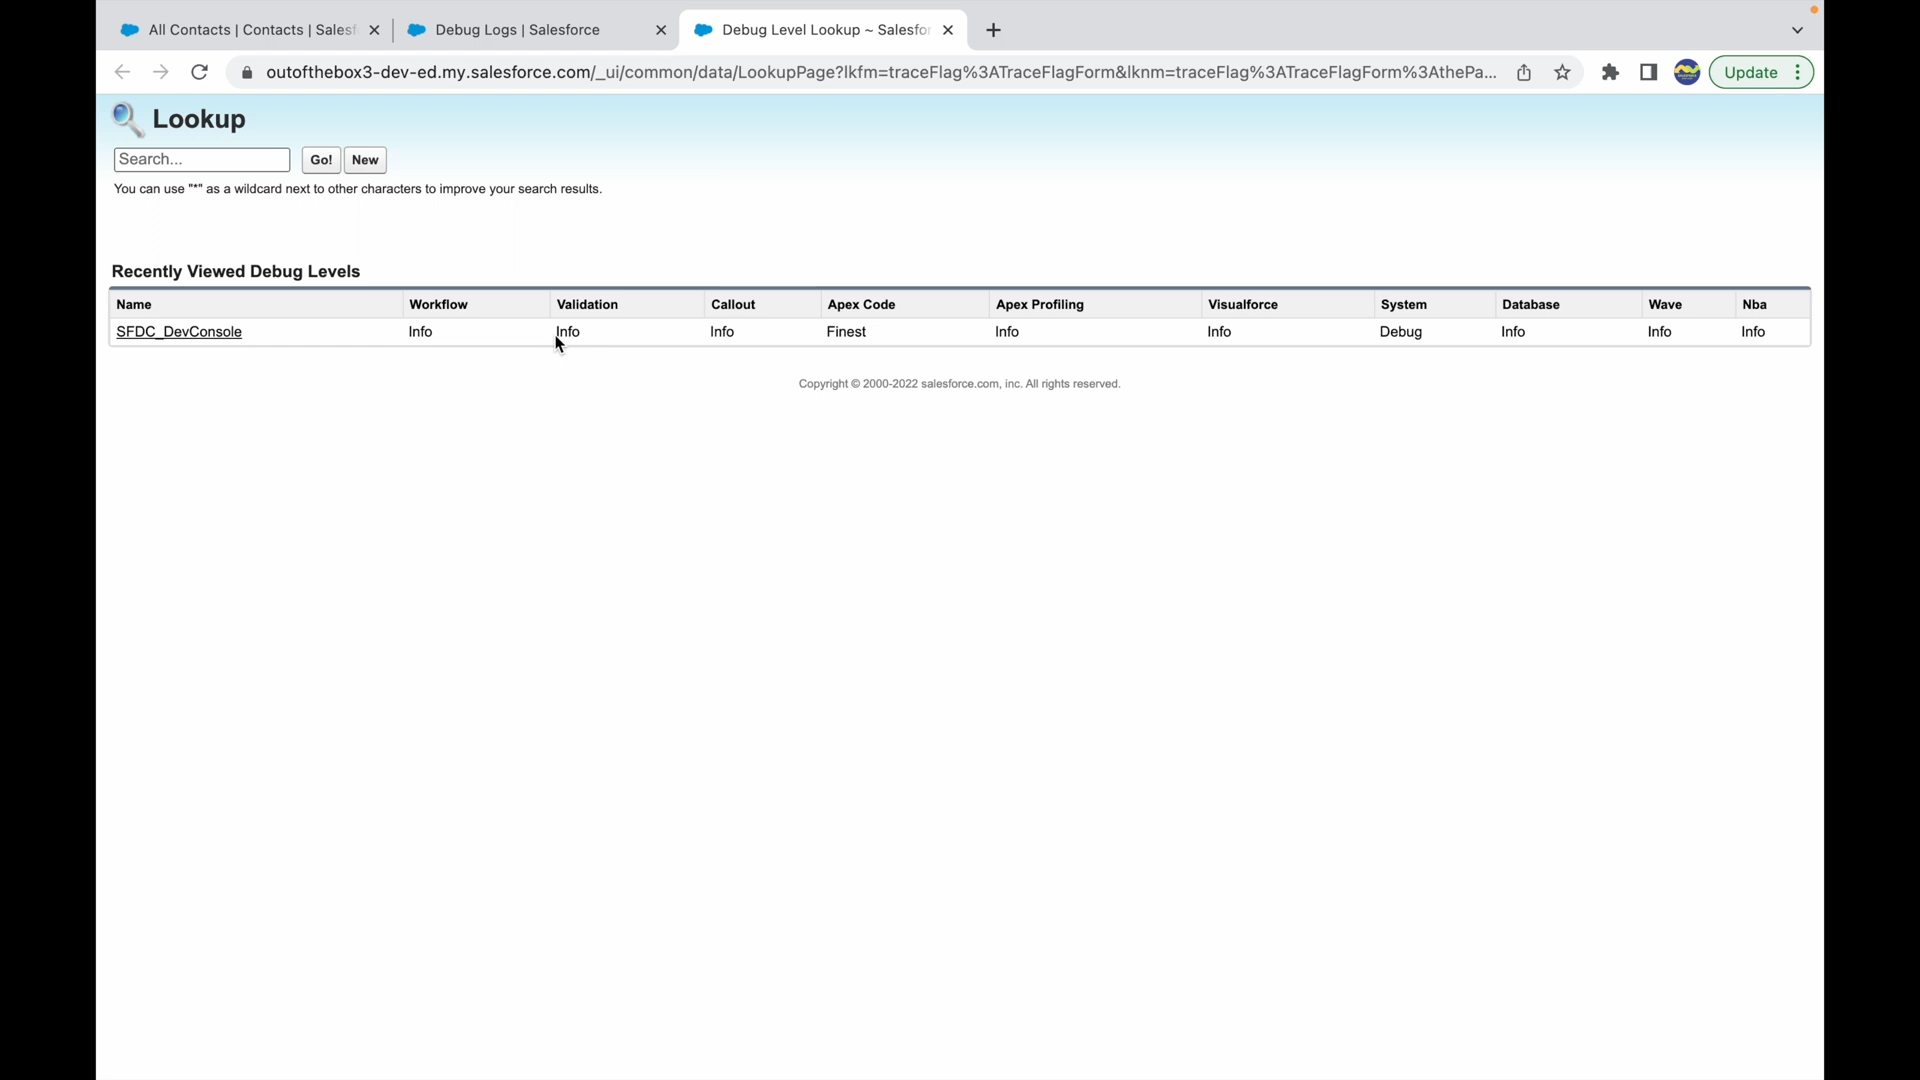 All Contacts | Contacts | Salesf
Debug Logs | Salesforce
Debug Level Lookup ~ Salesfor
outofthebox3-dev-ed.my.salesforce.com/_ui/common/data/LookupPage?lkfm=traceFlag%3ATraceFlagForm&lknm=traceFlag%3ATraceFlagForm%3AthePa...
Update
Lookup
Search... Go! New
You can use "*" as a wildcard next to other characters to improve your search results.
Recently Viewed Debug Levels
Name Workflow Validation Callout Apex Code Apex Profiling Visualforce System Database Wave Nba
SFDC_DevConsole Info Info Info Finest Info Info Debug Info Info Info
Copyright © 2000-2022 salesforce.com, inc. All rights reserved.